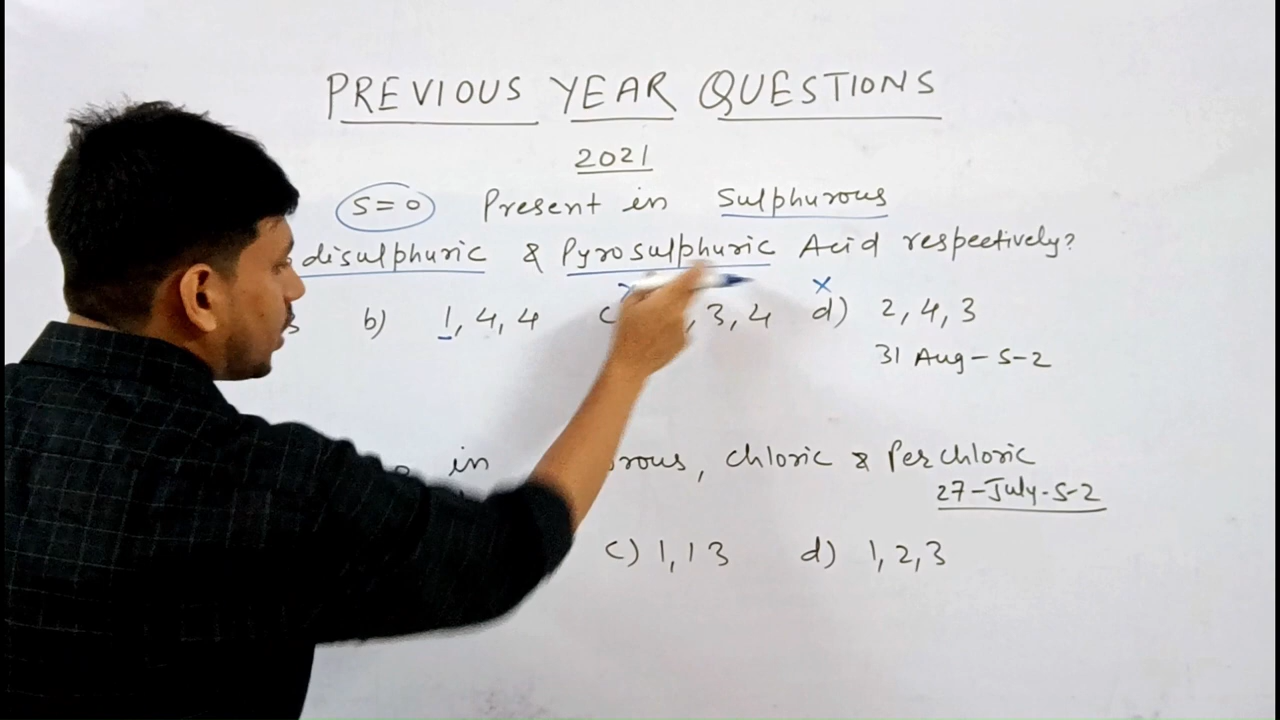 PREVIOUS YEAR QUESTIONS
2021
S=O Present in Sulphurous
disulphuric & Pyrosulphuric Acid respectively?
b) 1, 4, 4 , 3, 4 d) 2, 4, 3
31 Aug-S-2
in rous, chloric & Perchloric
27-July-S-2
c) 1, 1 3 d) 1, 2, 3